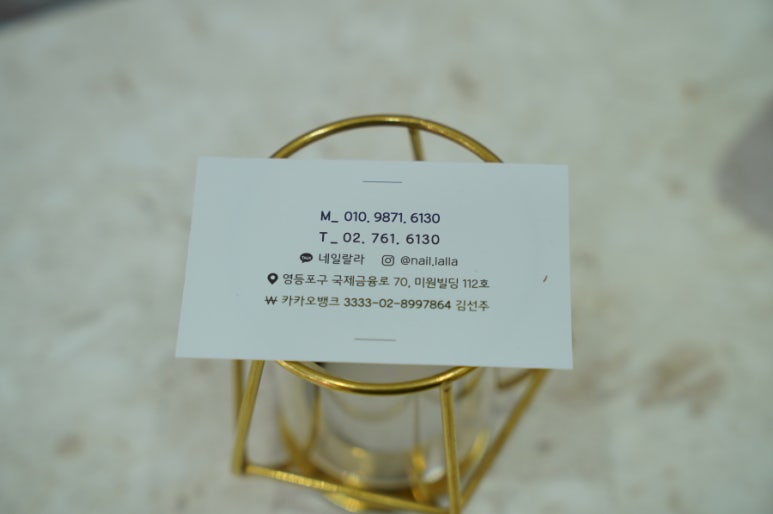 M_ 010. 9871. 6130
T_ 02. 761. 6130
네일랄라 @nail.lalla
영등포구 국제금융로 70, 미원빌딩 112호
₩ 카카오뱅크 3333-02-8997864 김선주